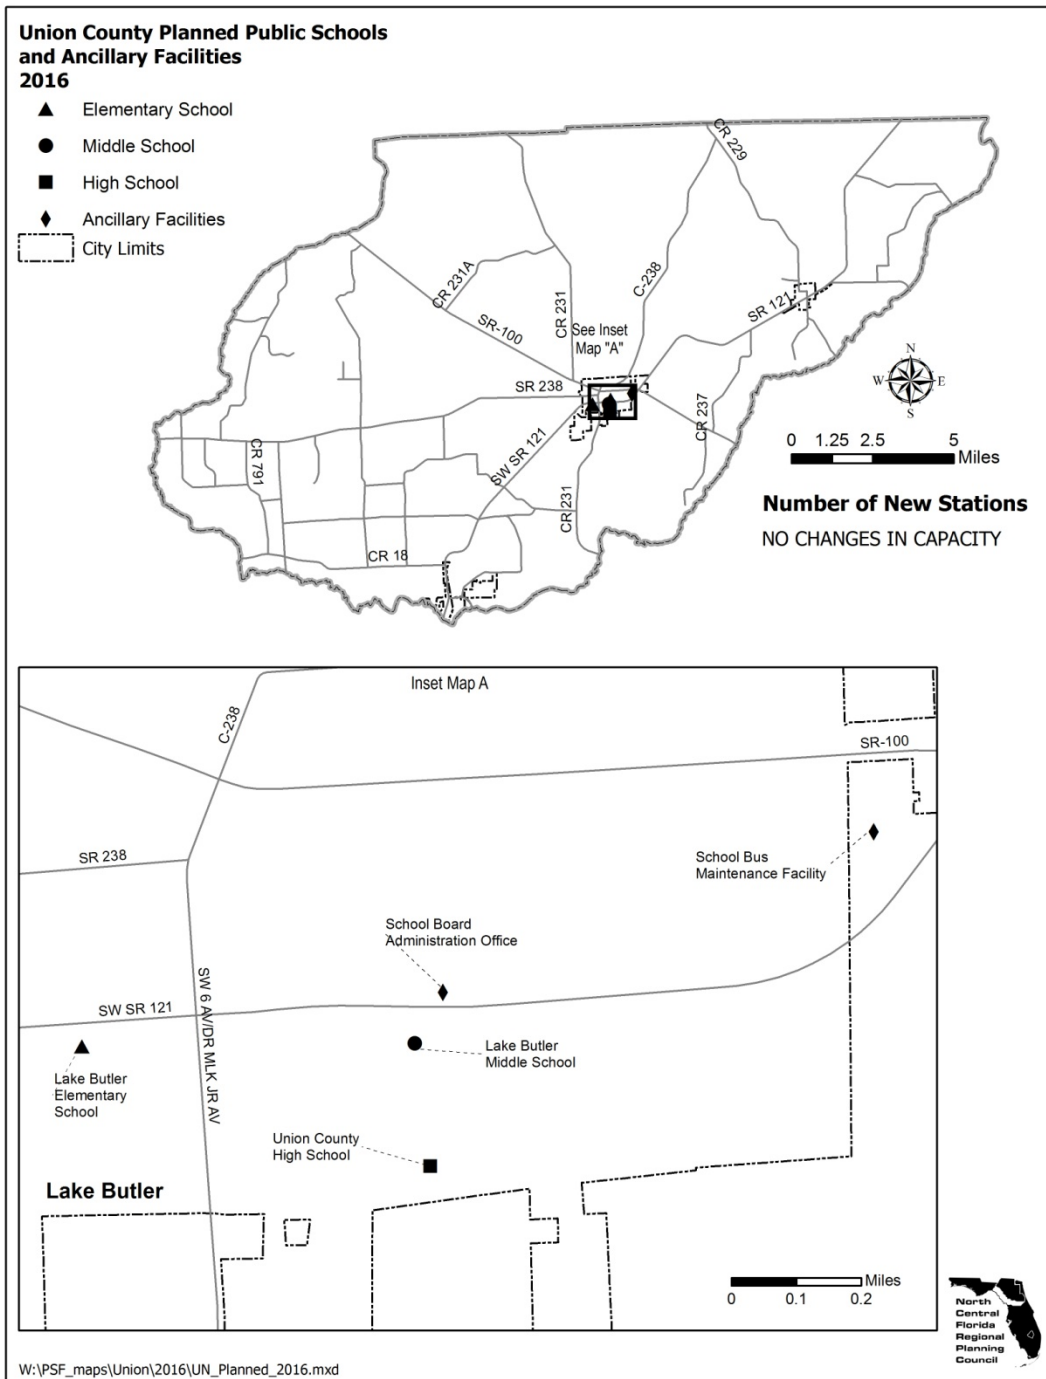 Union County Planned Public Schools
and Ancillary Facilities
2016
Elementary School
Middle School
High School
Ancillary Facilities
City Limits
CR 229
CR 231A
CR 231
C-238
SR-100
SR 121
See Inset
Map "A"
SR 238
CR 237
SW SR 121
CR 791
CR 231
CR 18
N
W E
S
0 1.25 2.5 5
Miles
Number of New Stations
NO CHANGES IN CAPACITY
Inset Map A
C-238
SR-100
SR 238
School Bus
Maintenance Facility
School Board
Administration Office
SW 6 AV/DR MLK JR AV
SW SR 121
Lake Butler
Middle School
Lake Butler
Elementary
School
Union County
High School
Lake Butler
Miles
0 0.1 0.2
North
Central
Florida
Regional
Planning
Council
W:\PSF_maps\Union\2016\UN_Planned_2016.mxd